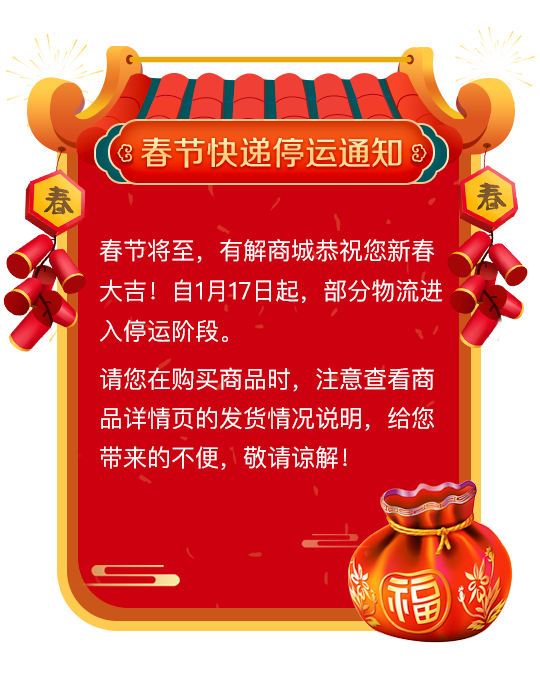 春节快递停运通知
春
春
春节将至，有解商城恭祝您新春
大吉！自1月17日起，部分物流进
入停运阶段。
请您在购买商品时，注意查看商
品详情页的发货情况说明，给您
带来的不便，敬请谅解！
福